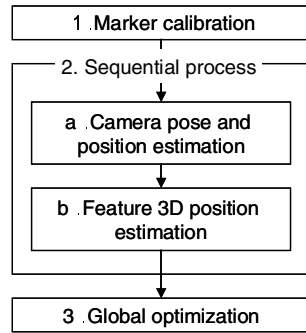 1 .Marker calibration
2. Sequential process
a .Camera pose and
position estimation
b .Feature 3D position
estimation
3 .Global optimization